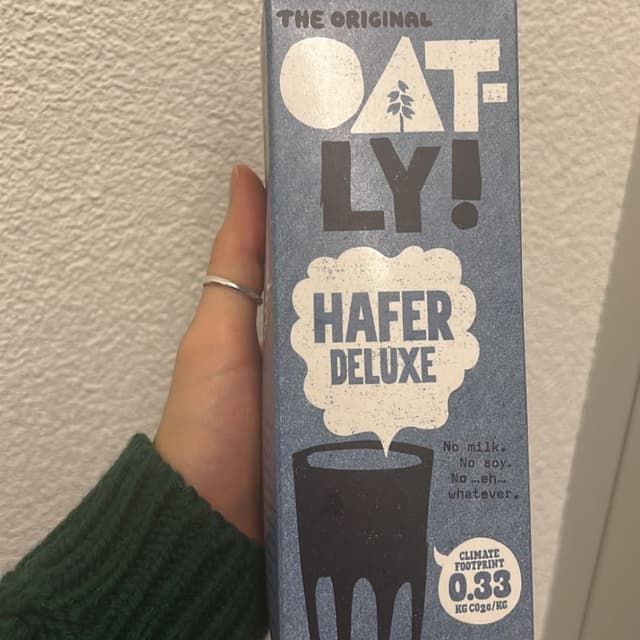 THE ORIGINAL
OAT-
LY!
HAFER
DELUXE
No milk.
No soy.
No …eh…
whatever.
CLIMATE
FOOTPRINT
0.33
KG CO2e/KG